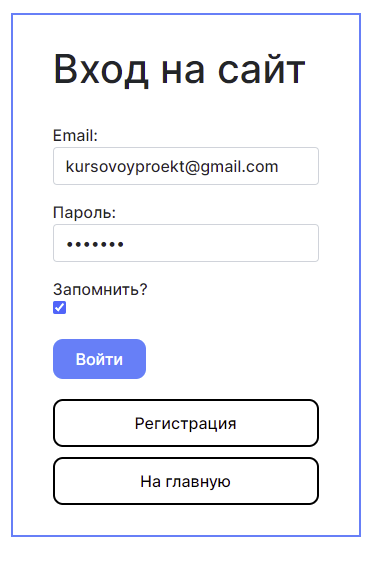 Вход на сайт
Email:
kursovoyproekt@gmail.com
Пароль:
•••••••
Запомнить?
Войти
Регистрация
На главную